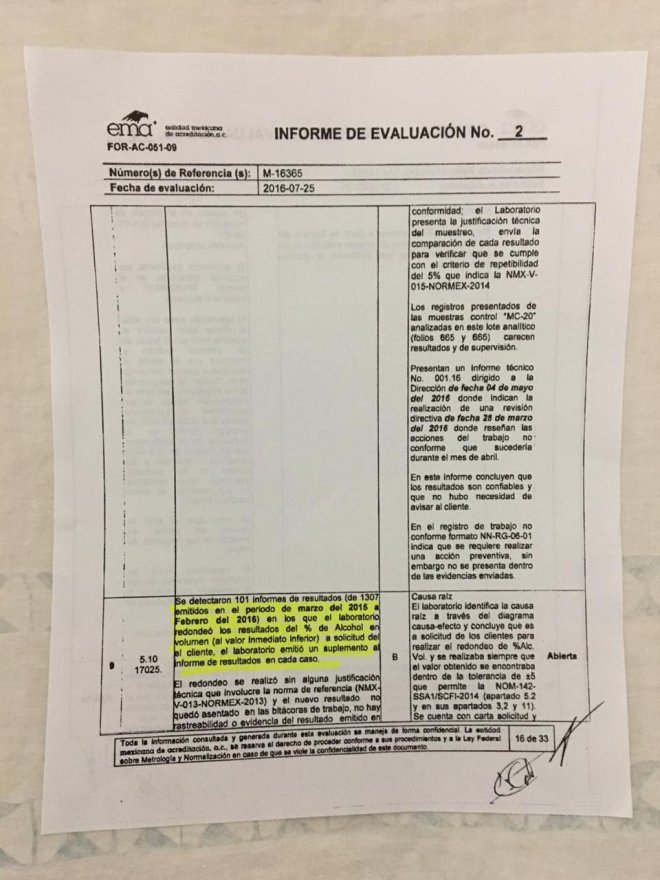 ema entidad mexicana
de acreditación, a.c.
INFORME DE EVALUACIÓN No. 2
FOR-AC-051-09
Número(s) de Referencia (s): M-16365
Fecha de evaluación: 2016-07-25
conformidad; el Laboratorio
presenta la justificación técnica
del muestreo, envía la
comparación de cada resultado
para verificar que se cumple
con el criterio de repetibilidad
del 5% que indica la NMX-V-
015-NORMEX-2014
Los registros presentados de
las muestras control "MC-20"
analizadas en este lote analítico
(folios 665 y 666) carecen
resultados y de supervisión.
Presentan un informe técnico
No. 001.16 dirigido a la
Dirección de fecha 04 de mayo
del 2016 donde indican la
realización de una revisión
directiva de fecha 28 de marzo
del 2016 donde reseñan las
acciones del trabajo no
conforme que sucedería
durante el mes de abril.
En este informe concluyen que
los resultados son confiables y
que no hubo necesidad de
avisar al cliente.
En el registro de trabajo no
conforme formato NN-RG-06-01
indica que se requiere realizar
una acción preventiva, sin
embargo no se presenta dentro
de las evidencias enviadas.
9
5.10
17025.
Se detectaron 101 informes de resultados (de 1307
emitidos en el periodo de marzo del 2015 a
Febrero del 2016) en los que el laboratorio
redondeó los resultados del % de Alcohol en
volumen (al valor inmediato inferior) a solicitud del
el cliente, el laboratorio emitió un suplemento al
informe de resultados en cada caso.
El redondeo se realizó sin alguna justificación
técnica que involucre la norma de referencia (NMX-
V-013-NORMEX-2013) y el nuevo resultado no
quedó asentado en las bitácoras de trabajo, no hay
rastreabilidad o evidencia del resultado emitido en
B
Causa raíz
El laboratorio identifica la causa
raíz a través del diagrama
causa-efecto y concluye que es
a solicitud de los clientes para
realizar el redondeo de %Alc.
Vol. y se realizaba siempre que
el valor obtenido se encontraba
dentro de la tolerancia de ±5
que permite la NOM-142-
SSA1/SCFI-2014 (apartado 5.2
y en sus apartados 3,2 y 11).
Se cuenta con carta solicitud y
Abierta
Toda la información consultada y generada durante esta evaluación se maneja de forma confidencial. La entidad
mexicana de acreditación, a.c., se reserva el derecho de proceder conforme a sus procedimientos y a la Ley Federal
sobre Metrología y Normalización en caso de que se viole la confidencialidad de este documento.
16 de 33